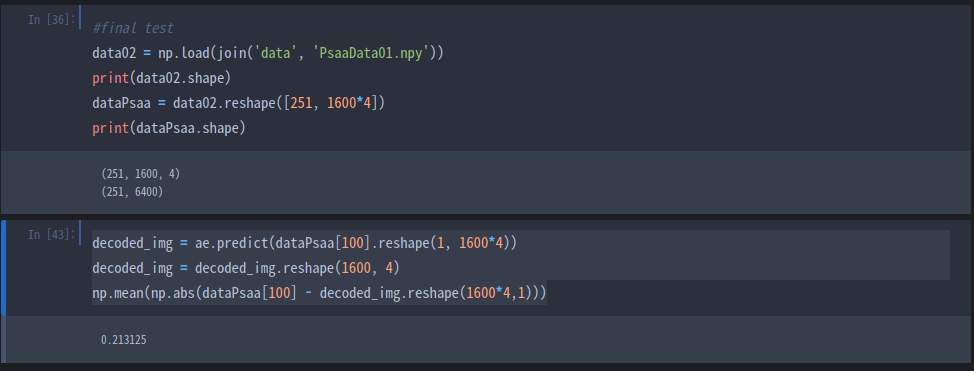 In [36]:
#final test
data02 = np.load(join('data', 'PsaaData01.npy'))
print(data02.shape)
dataPsaa = data02.reshape([251, 1600*4])
print(dataPsaa.shape)
(251, 1600, 4)
(251, 6400)
In [43]:
decoded_img = ae.predict(dataPsaa[100].reshape(1, 1600*4))
decoded_img = decoded_img.reshape(1600, 4)
np.mean(np.abs(dataPsaa[100] - decoded_img.reshape(1600*4,1)))
0.213125